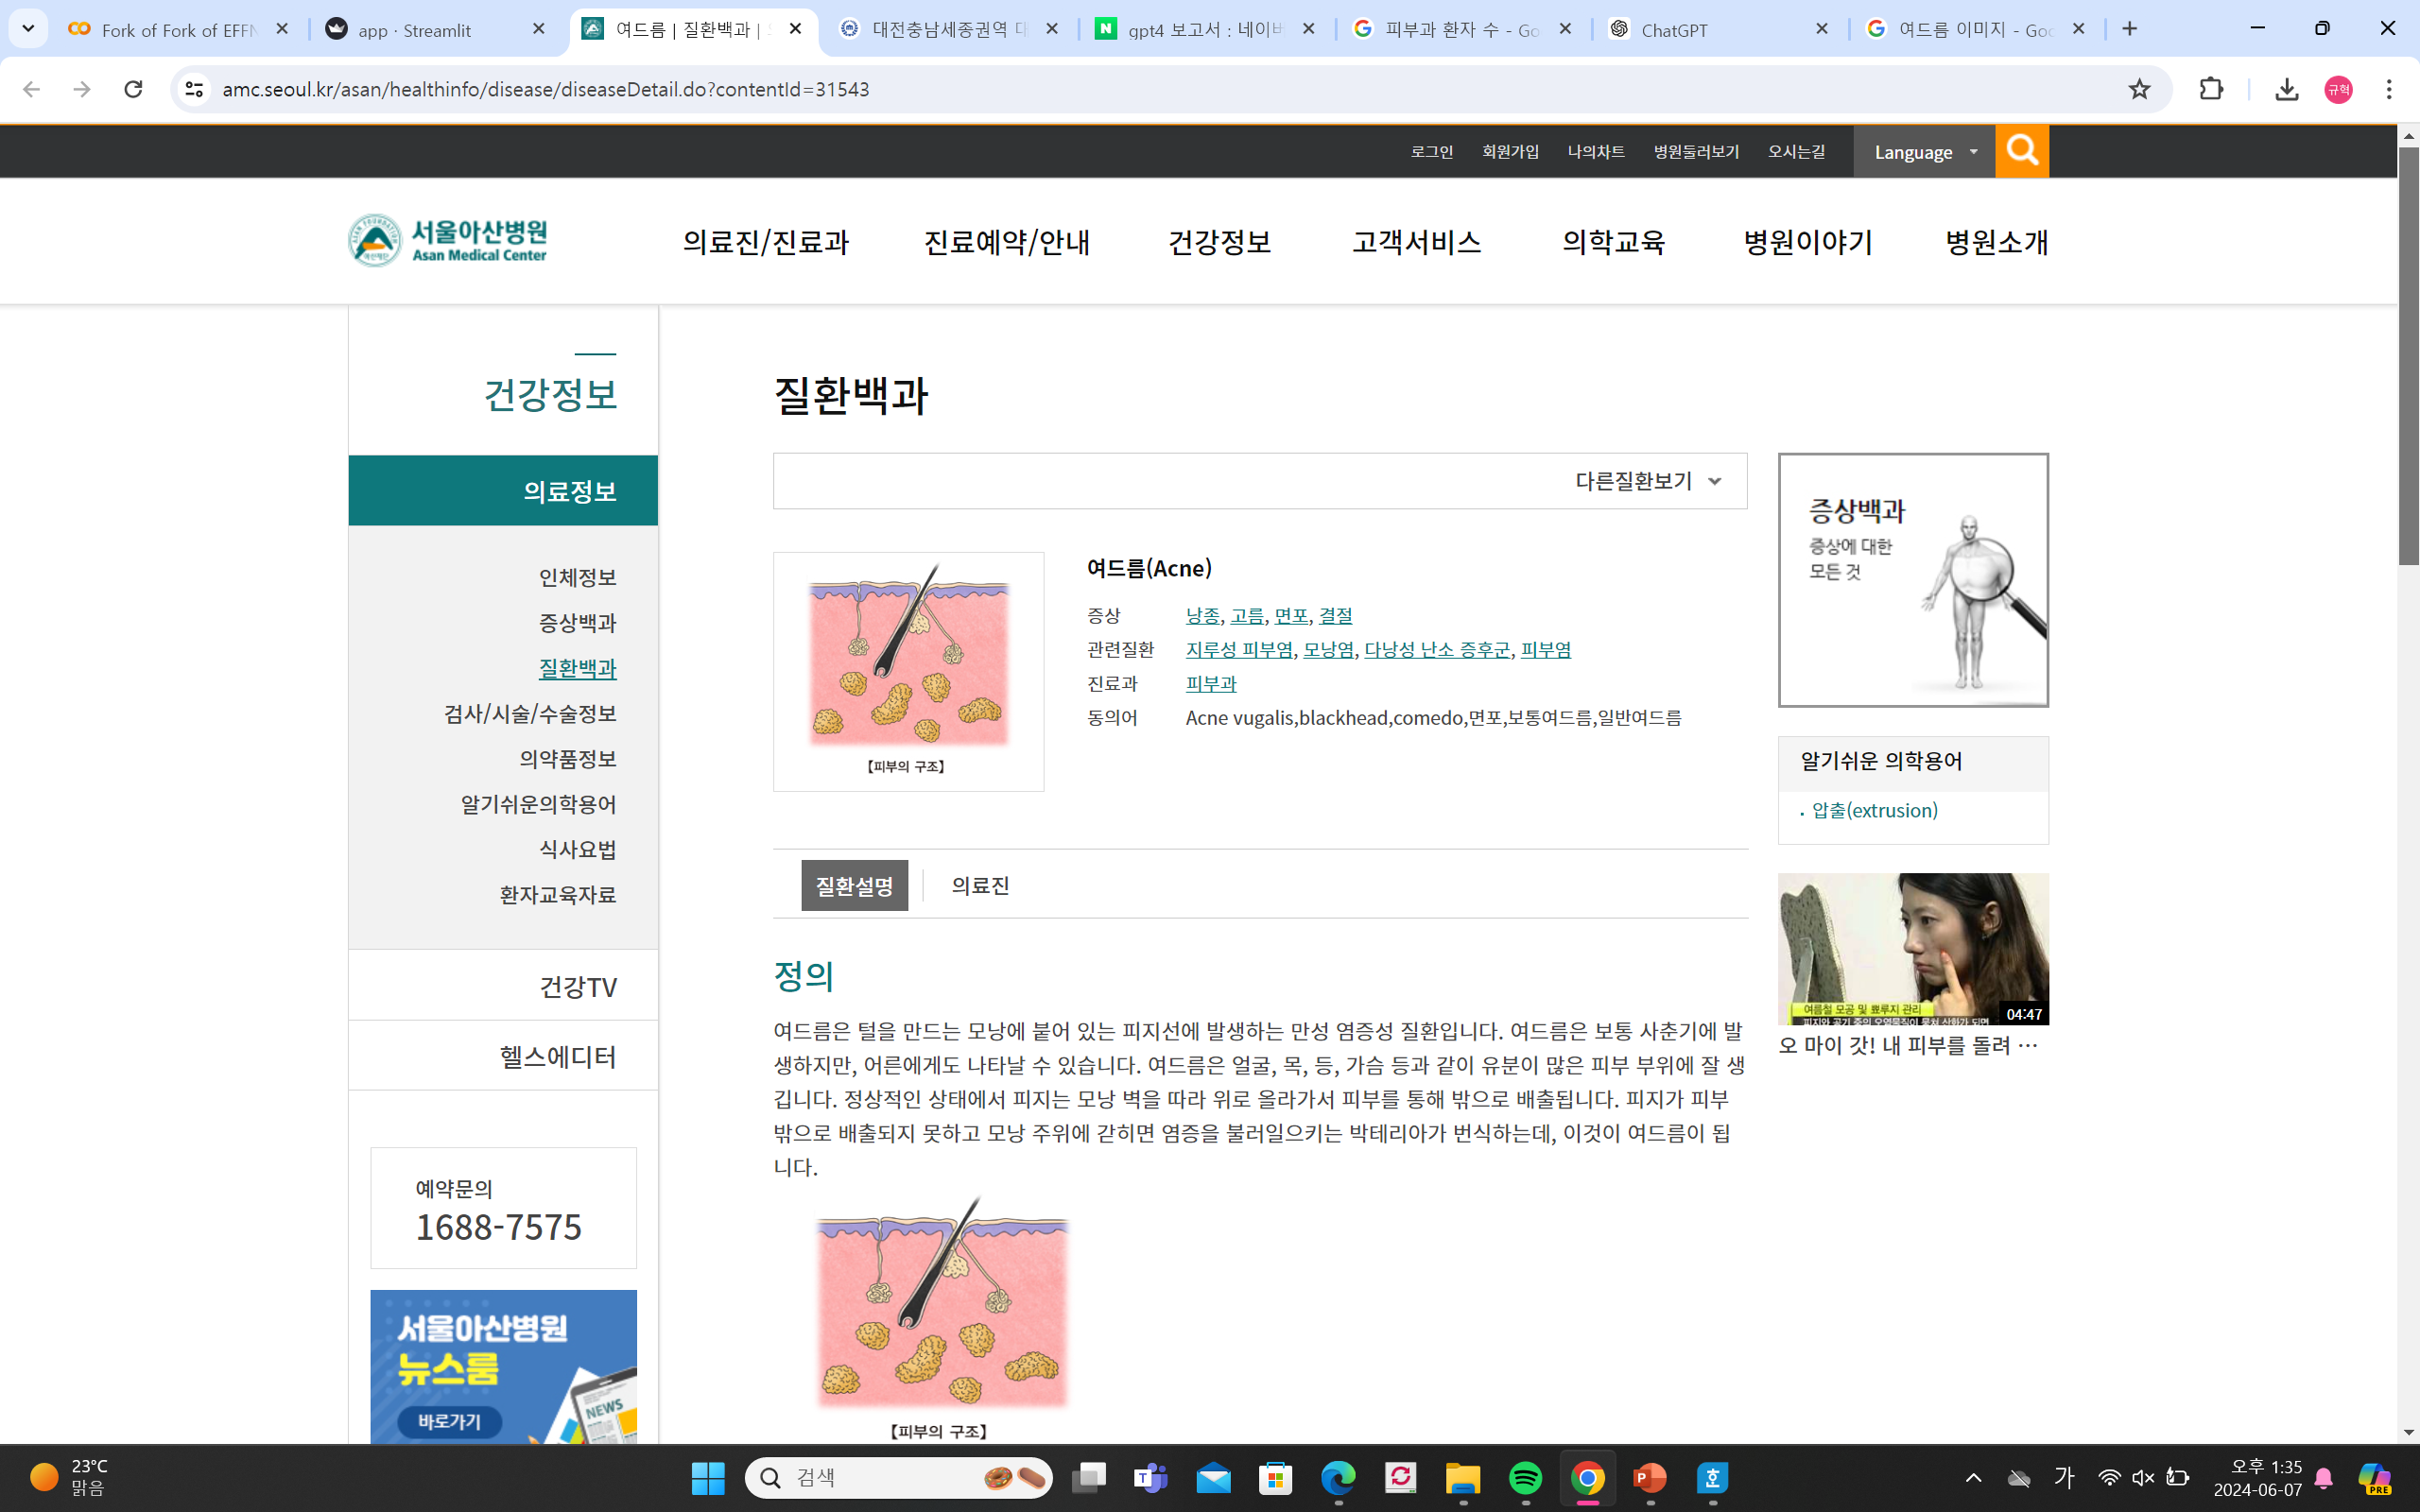 Fork of Fork of EFFN
app · Streamlit
여드름 | 질환백과 |
대전충남세종권역 대
gpt4 보고서 : 네이버
피부과 환자 수 - Go
ChatGPT
여드름 이미지 - Goo
amc.seoul.kr/asan/healthinfo/disease/diseaseDetail.do?contentId=31543
규혁
로그인 회원가입 나의차트 병원둘러보기 오시는길 Language
서울아산병원
Asan Medical Center
의료진/진료과 진료예약/안내 건강정보 고객서비스 의학교육 병원이야기 병원소개
건강정보
의료정보
인체정보
증상백과
질환백과
검사/시술/수술정보
의약품정보
알기쉬운의학용어
식사요법
환자교육자료
건강TV
헬스에디터
예약문의
1688-7575
서울아산병원
뉴스룸
바로가기
NEWS
질환백과
다른질환보기
【피부의 구조】
여드름(Acne)
증상 낭종, 고름, 면포, 결절
관련질환 지루성 피부염, 모낭염, 다낭성 난소 증후군, 피부염
진료과 피부과
동의어 Acne vugalis,blackhead,comedo,면포,보통여드름,일반여드름
질환설명 의료진
정의
여드름은 털을 만드는 모낭에 붙어 있는 피지선에 발생하는 만성 염증성 질환입니다. 여드름은 보통 사춘기에 발
생하지만, 어른에게도 나타날 수 있습니다. 여드름은 얼굴, 목, 등, 가슴 등과 같이 유분이 많은 피부 부위에 잘 생
깁니다. 정상적인 상태에서 피지는 모낭 벽을 따라 위로 올라가서 피부를 통해 밖으로 배출됩니다. 피지가 피부
밖으로 배출되지 못하고 모낭 주위에 갇히면 염증을 불러일으키는 박테리아가 번식하는데, 이것이 여드름이 됩
니다.
【피부의 구조】
증상백과
증상에 대한
모든 것
알기쉬운 의학용어
압출(extrusion)
여름철 모공 및 뾰루지 관리
04:47
오 마이 갓! 내 피부를 돌려 …
23°C
맑음
검색
가
오후 1:35
2024-06-07
PRE